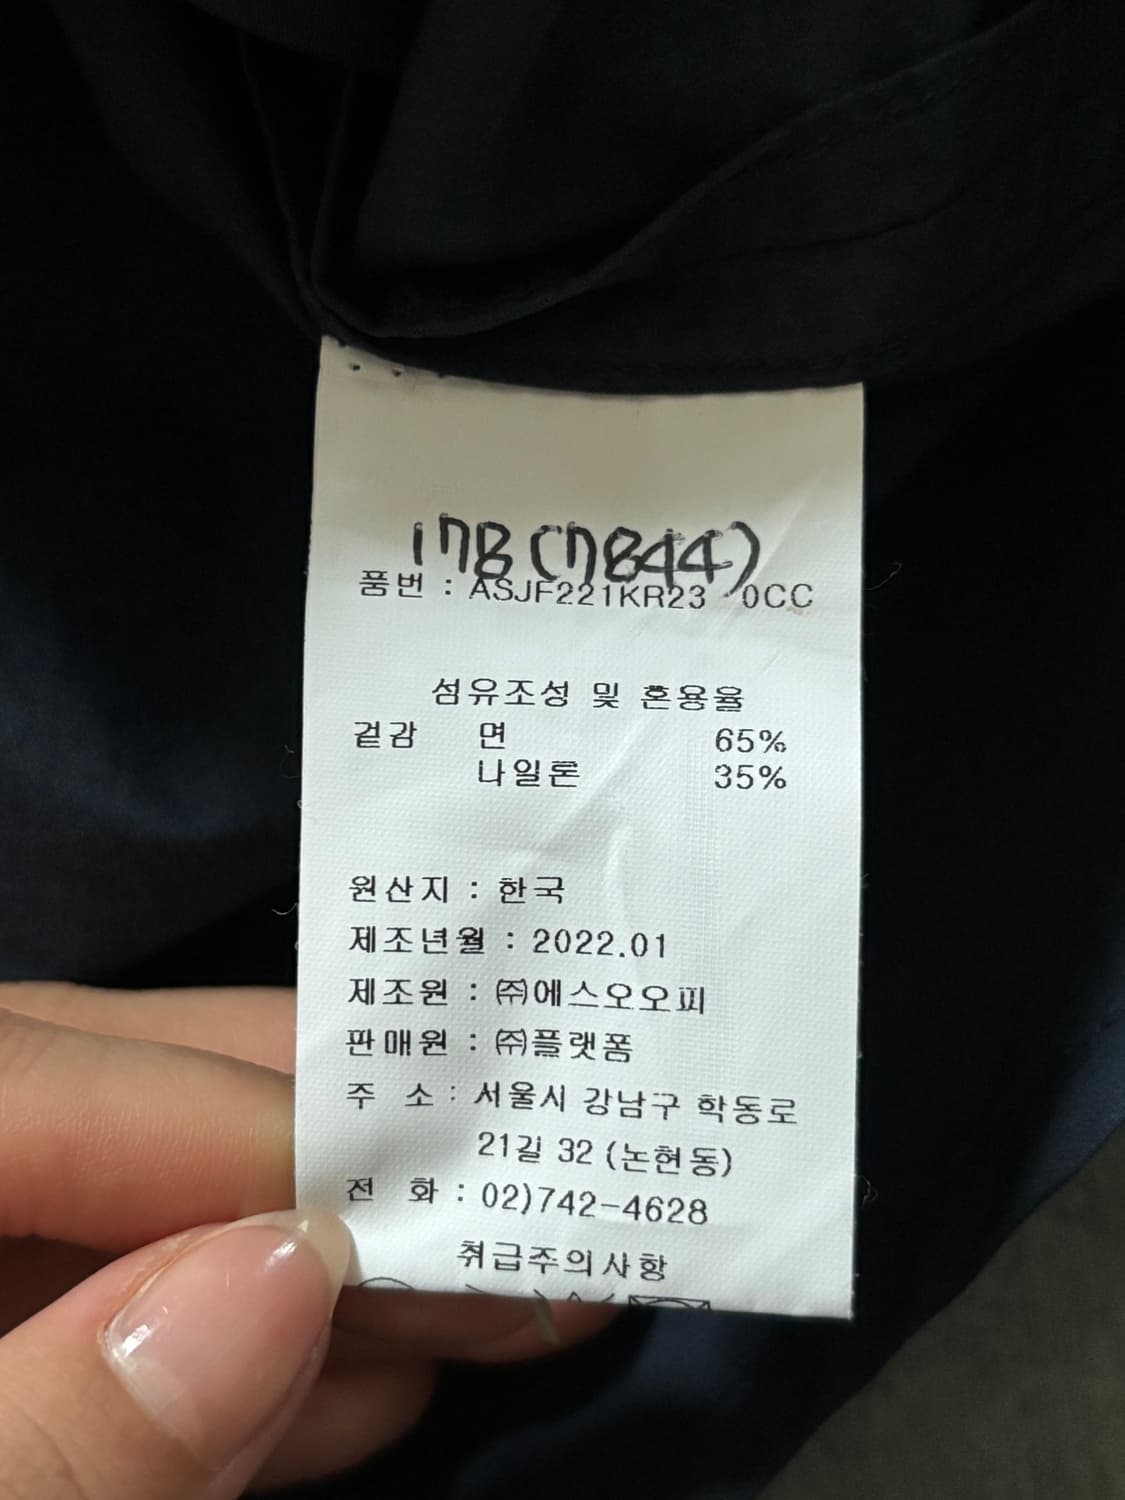 178(7844)
품번 : ASJF221KR23 0CC
섬유조성 및 혼용율
겉감 면 65%
나일론 35%
원산지 : 한국
제조년월 : 2022.01
제조원 : ㈜에스오오피
판매원 : ㈜플랫폼
주 소 : 서울시 강남구 학동로
21길 32 (논현동)
전 화 : 02)742-4628
취급주의사항